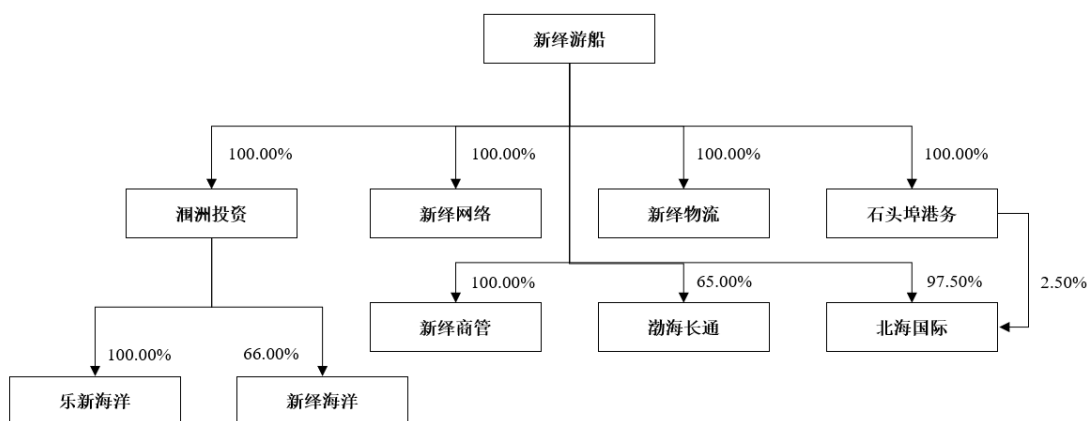 新绎游船
100.00%
100.00%
100.00%
100.00%
涠洲投资
新绎网络
新绎物流
石头埠港务
100.00%
65.00%
97.50%
2.50%
新绎商管
渤海长通
北海国际
100.00%
66.00%
乐新海洋
新绎海洋